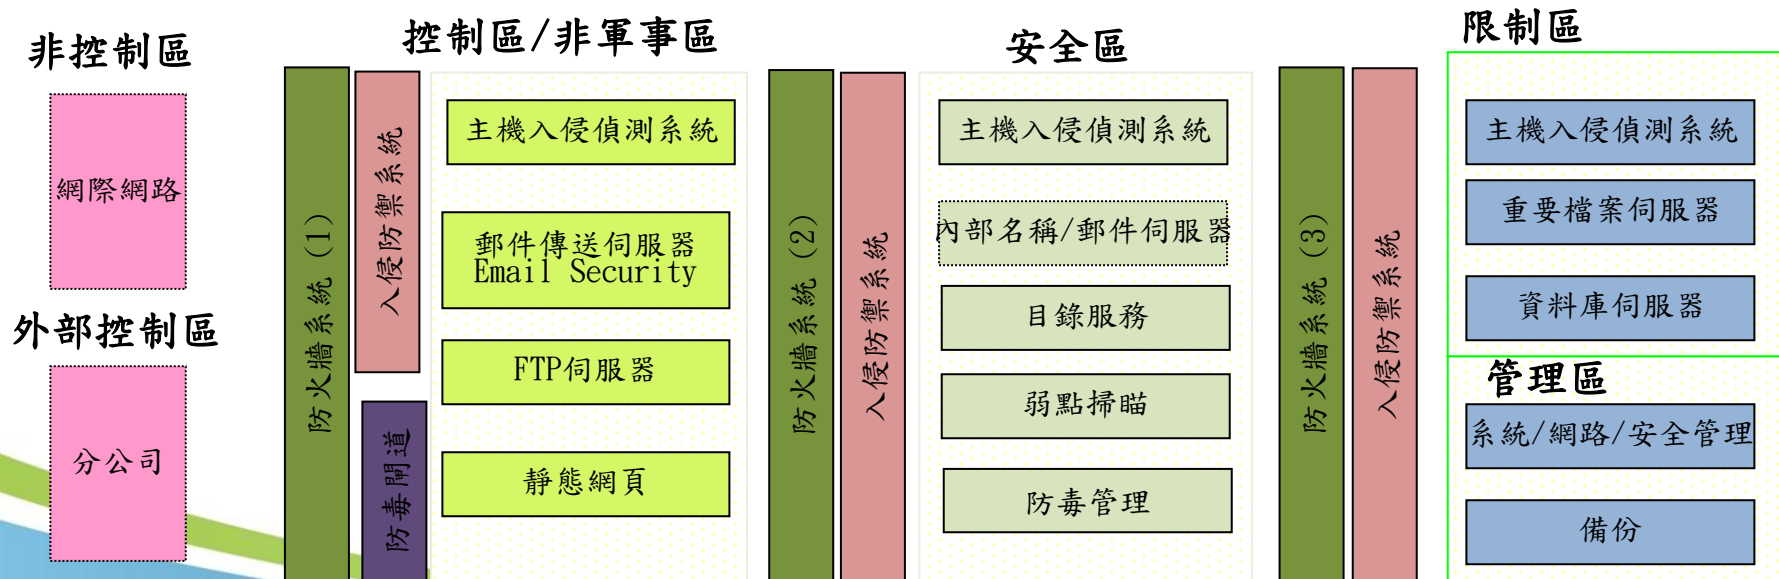 非控制區
網際網路
外部控制區
分公司
防火牆系統(1)
入侵防禦系統
防毒閘道
控制區/非軍事區
主機入侵偵測系統
郵件傳送伺服器
Email Security
FTP伺服器
靜態網頁
防火牆系統(2)
入侵防禦系統
安全區
主機入侵偵測系統
內部名稱/郵件伺服器
目錄服務
弱點掃瞄
防毒管理
防火牆系統(3)
入侵防禦系統
限制區
主機入侵偵測系統
重要檔案伺服器
資料庫伺服器
管理區
系統/網路/安全管理
備份